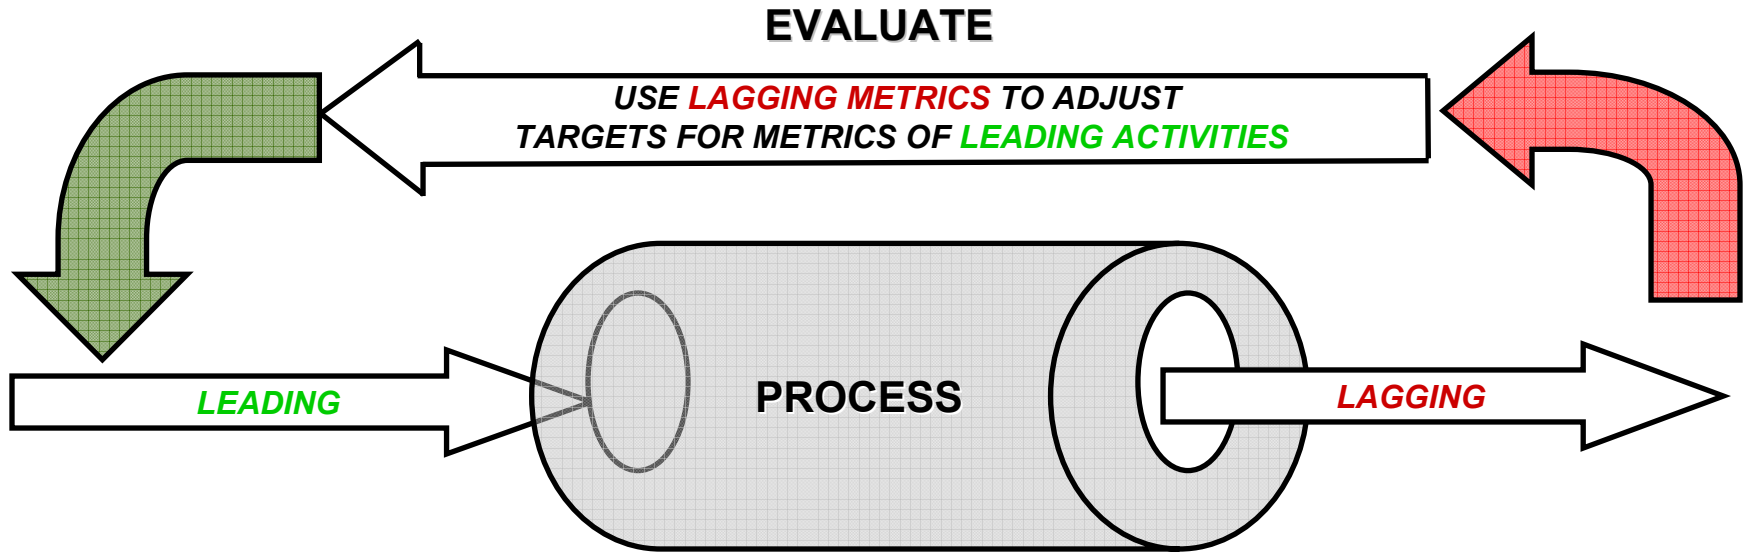 EVALUATE
USE LAGGING METRICS TO ADJUST
TARGETS FOR METRICS OF LEADING ACTIVITIES
LEADING
PROCESS
LAGGING